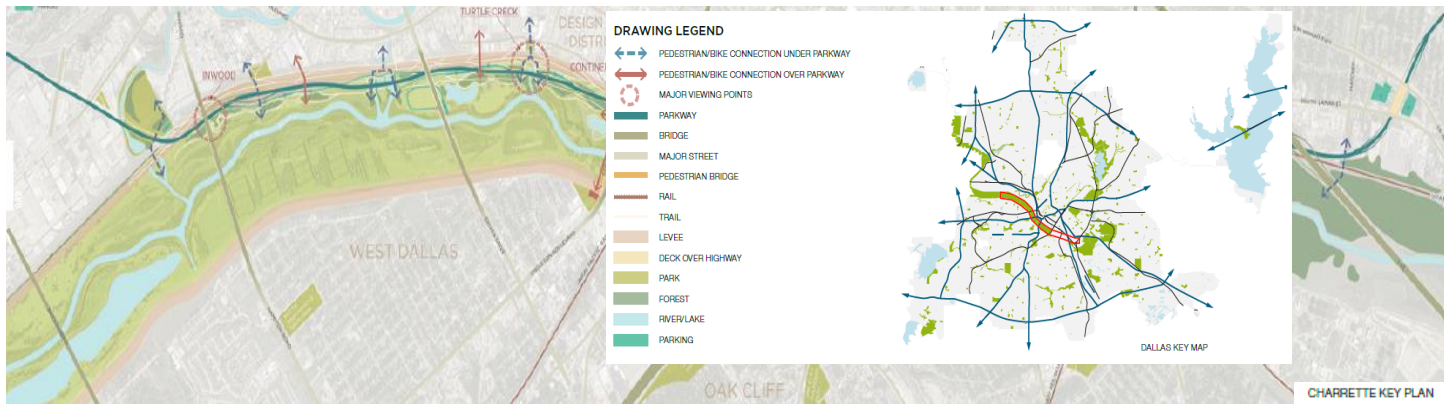 TURTLE CRECK
DESIGN
DISTRI
CONTINE
INWOOD
WEST DALLAS
OAK CLIFF
DRAWING LEGEND
PEDESTRIAN/BIKE CONNECTION UNDER PARKWAY
PEDESTRIAN/BIKE CONNECTION OVER PARKWAY
MAJOR VIEWING POINTS
PARKWAY
BRIDGE
MAJOR STREET
PEDESTRIAN BRIDGE
RAIL
TRAIL
LEVEE
DECK OVER HIGHWAY
PARK
FOREST
RIVER/LAKE
PARKING
DALLAS KEY MAP
CHARRETTE KEY PLAN